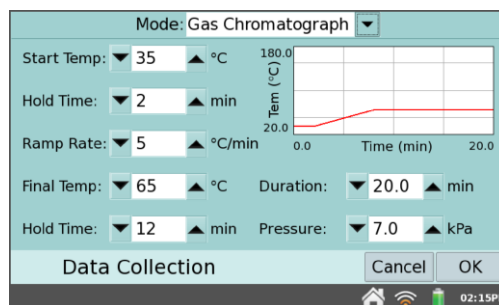 Mode: Gas Chromatograph
Start Temp: 35 °C
Hold Time: 2 min
Ramp Rate: 5 °C/min
Final Temp: 65 °C
Hold Time: 12 min
180.0
Tem (°C)
20.0
0.0 Time (min) 20.0
Duration: 20.0 min
Pressure: 7.0 kPa
Data Collection Cancel OK
02:15P